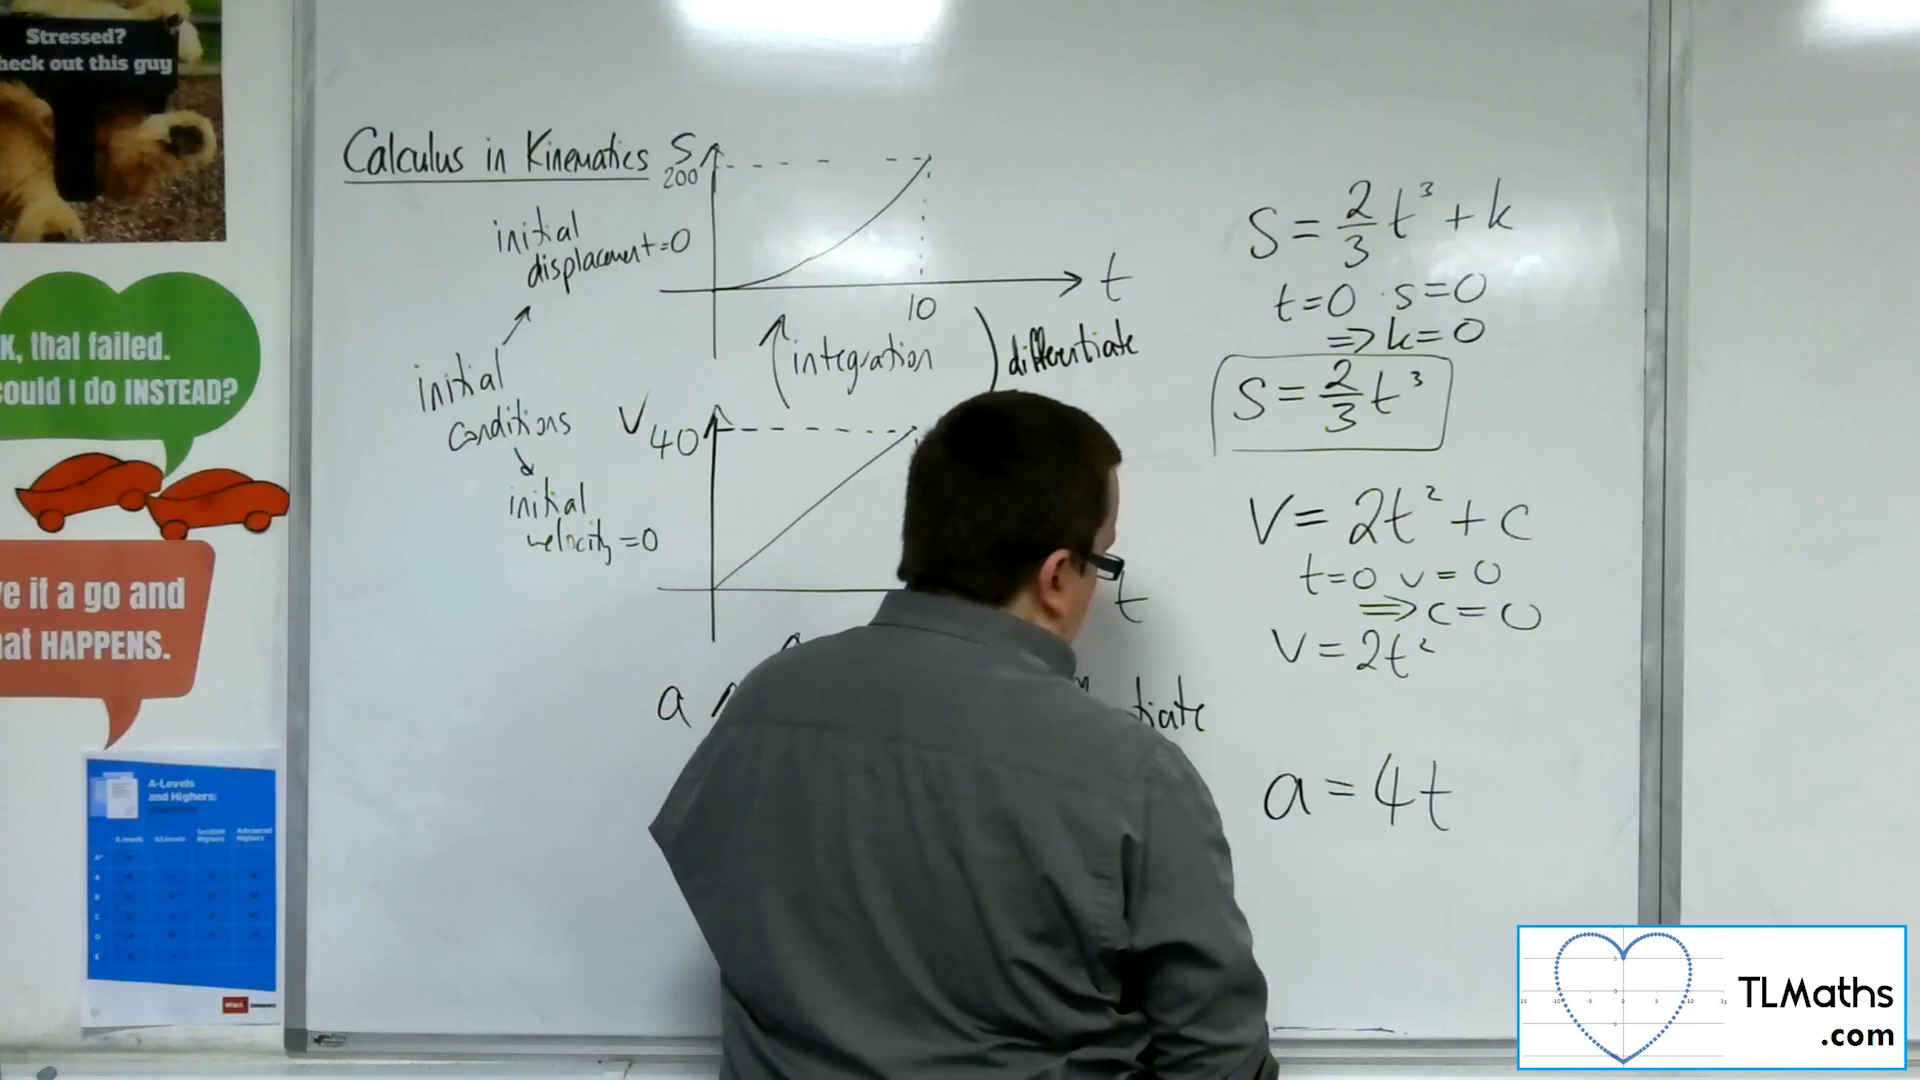 Stressed?
heck out this guy
K, that failed.
could I do INSTEAD?
e it a go and
hat HAPPENS.
A-Levels
and Highers:
Calculus in Kinematics
S
200
initial
displacement=0
t
10
integration
differentiate
initial
conditions
initial
velocity=0
V
40
t
a
tiate
S = 2/3 t³ + k
t=0 s=0
⇒ k=0
S = 2/3 t³
V = 2t² + c
t=0 v=0
⇒ c=0
V = 2t²
a = 4t
TLMaths
.com